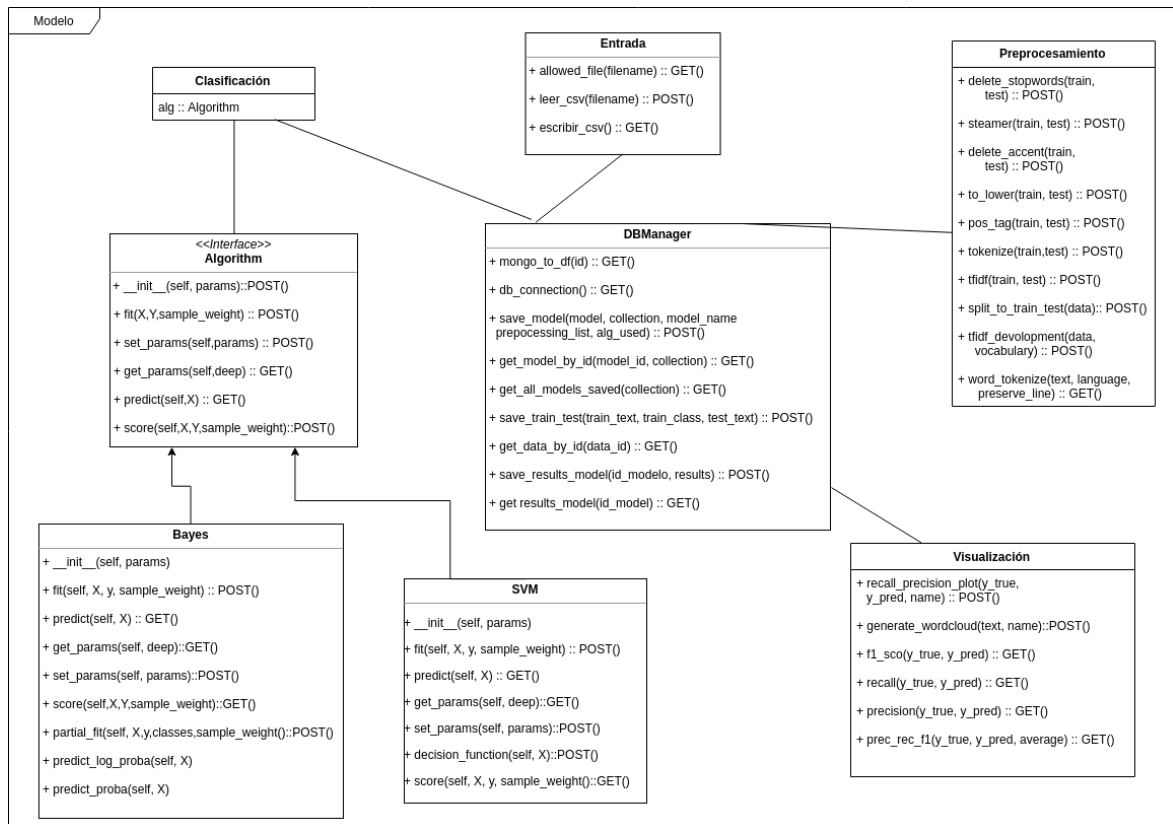 Modelo
Clasificación
alg :: Algorithm
Entrada
+ allowed_file(filename) :: GET()
+ leer_csv(filename) :: POST()
+ escribir_csv() :: GET()
Preprocesamiento
+ delete_stopwords(train,
test) :: POST()
+ steamer(train, test) :: POST()
+ delete_accent(train,
test) :: POST()
+ to_lower(train, test) :: POST()
+ pos_tag(train, test) :: POST()
+ tokenize(train,test) :: POST()
+ tfidf(train, test) :: POST()
+ split_to_train_test(data):: POST()
+ tfidf_devolopment(data,
vocabulary) :: POST()
+ word_tokenize(text, language,
preserve_line) :: GET()
<<Interface>>
Algorithm
+ __init__(self, params)::POST()
+ fit(X,Y,sample_weight) :: POST()
+ set_params(self,params) :: POST()
+ get_params(self,deep) :: GET()
+ predict(self,X) :: GET()
+ score(self,X,Y,sample_weight)::POST()
DBManager
+ mongo_to_df(id) :: GET()
+ db_connection() :: GET()
+ save_model(model, collection, model_name
prepocessing_list, alg_used) :: POST()
+ get_model_by_id(model_id, collection) :: GET()
+ get_all_models_saved(collection) :: GET()
+ save_train_test(train_text, train_class, test_text) :: POST()
+ get_data_by_id(data_id) :: GET()
+ save_results_model(id_modelo, results) :: POST()
+ get results_model(id_model) :: GET()
Bayes
+ __init__(self, params)
+ fit(self, X, y, sample_weight) :: POST()
+ predict(self, X) :: GET()
+ get_params(self, deep)::GET()
+ set_params(self, params)::POST()
+ score(self,X,Y,sample_weight)::GET()
+ partial_fit(self, X,y,classes,sample_weight()::POST()
+ predict_log_proba(self, X)
+ predict_proba(self, X)
SVM
+ __init__(self, params)
+ fit(self, X, y, sample_weight) :: POST()
+ predict(self, X) :: GET()
+ get_params(self, deep)::GET()
+ set_params(self, params)::POST()
+ decision_function(self, X)::POST()
+ score(self, X, y, sample_weight()::GET()
Visualización
+ recall_precision_plot(y_true,
y_pred, name) :: POST()
+ generate_wordcloud(text, name)::POST()
+ f1_sco(y_true, y_pred) :: GET()
+ recall(y_true, y_pred) :: GET()
+ precision(y_true, y_pred) :: GET()
+ prec_rec_f1(y_true, y_pred, average) :: GET()